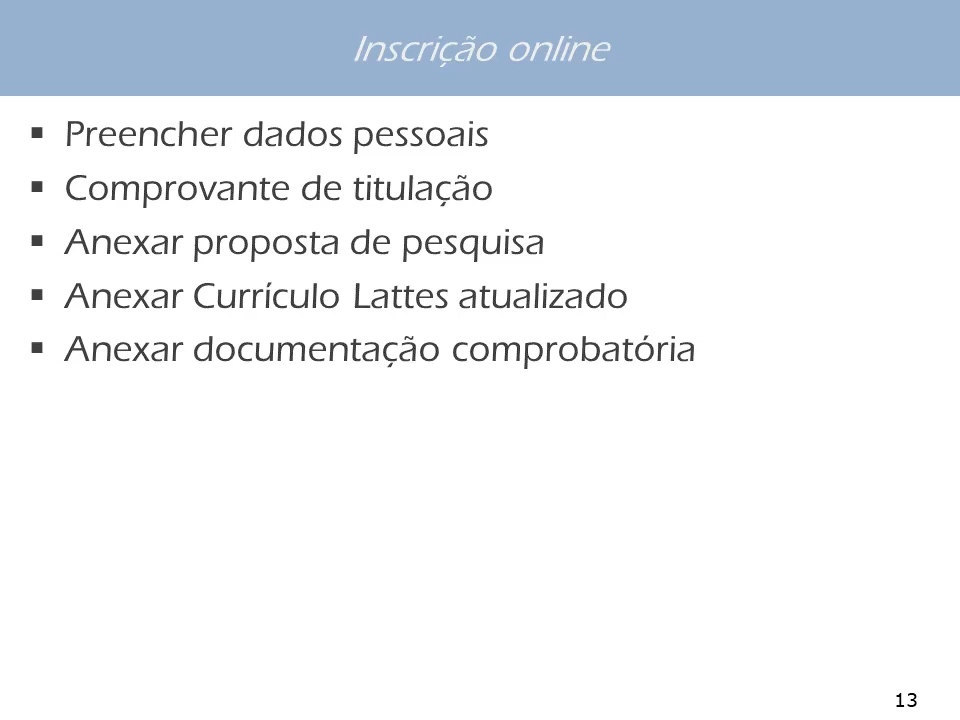 Inscrição online
▪ Preencher dados pessoais
▪ Comprovante de titulação
▪ Anexar proposta de pesquisa
▪ Anexar Currículo Lattes atualizado
▪ Anexar documentação comprobatória
13